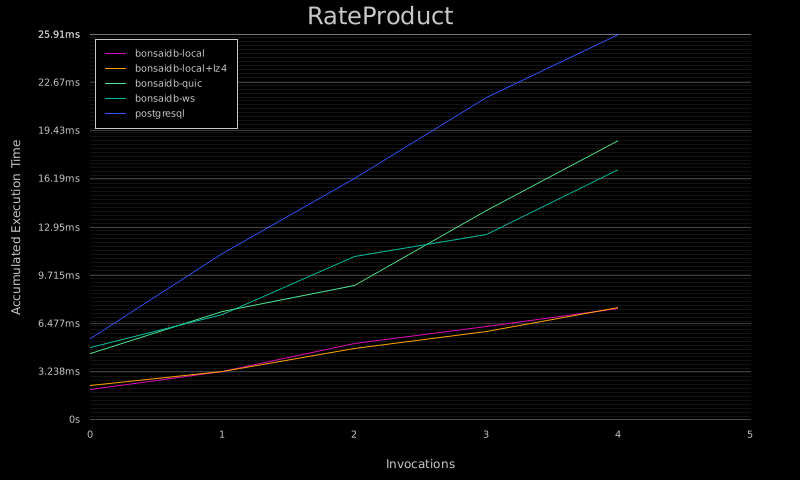 RateProduct
25.91ms
22.67ms
19.43ms
16.19ms
12.95ms
9.715ms
6.477ms
3.238ms
0s
bonsaidb-local
bonsaidb-local+lz4
bonsaidb-quic
bonsaidb-ws
postgresql
Accumulated Execution Time
0 1 2 3 4 5
Invocations